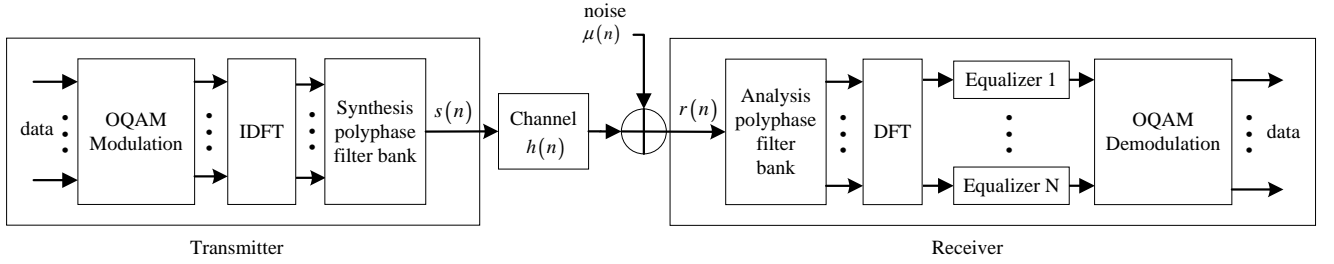 data
OQAM
Modulation
IDFT
Synthesis
polyphase
filter bank
s(n)
Channel
h(n)
noise
μ(n)
r(n)
Analysis
polyphase
filter
bank
DFT
Equalizer 1
Equalizer N
OQAM
Demodulation
data
Transmitter
Receiver